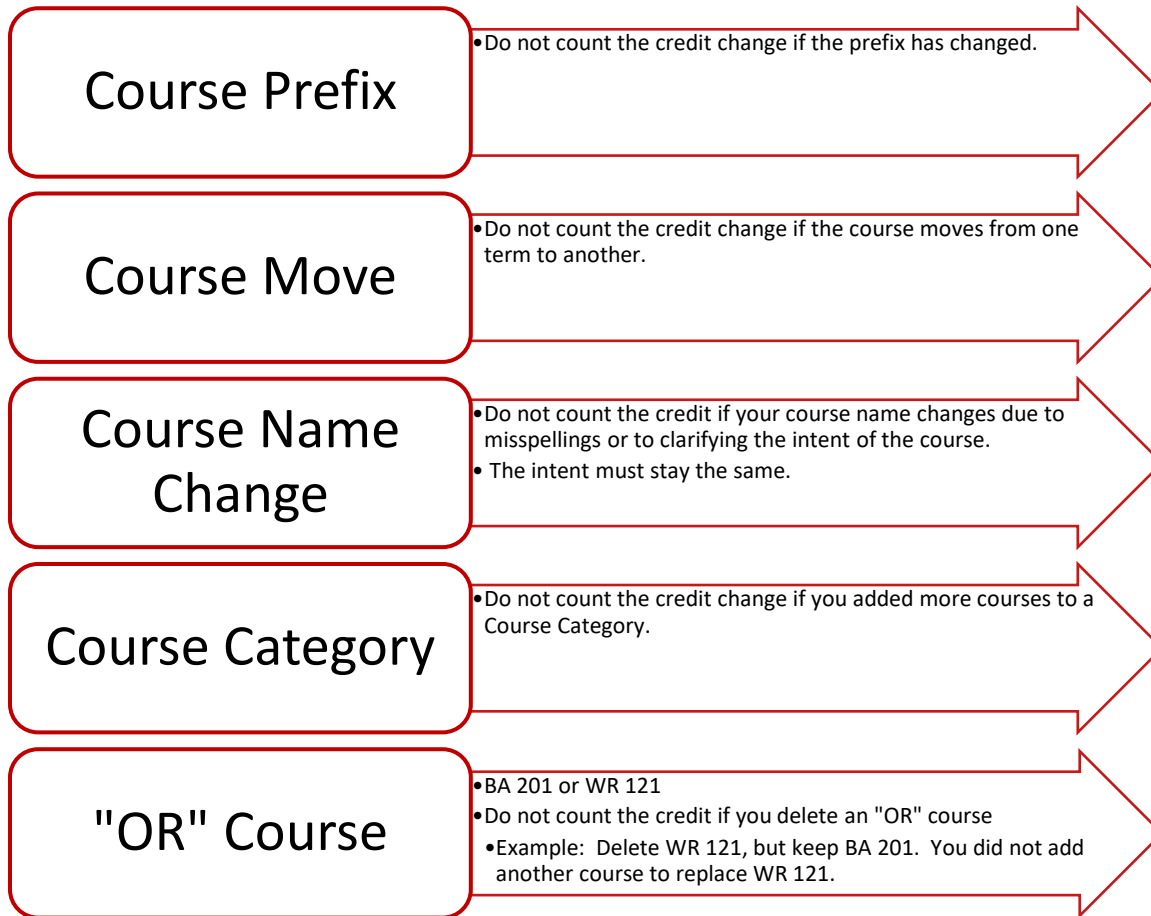 Course Prefix
•Do not count the credit change if the prefix has changed.
Course Move
•Do not count the credit change if the course moves from one
term to another.
Course Name
Change
•Do not count the credit if your course name changes due to
misspellings or to clarifying the intent of the course.
• The intent must stay the same.
Course Category
•Do not count the credit change if you added more courses to a
Course Category.
"OR" Course
•BA 201 or WR 121
•Do not count the credit if you delete an "OR" course
•Example:  Delete WR 121, but keep BA 201.  You did not add
another course to replace WR 121.